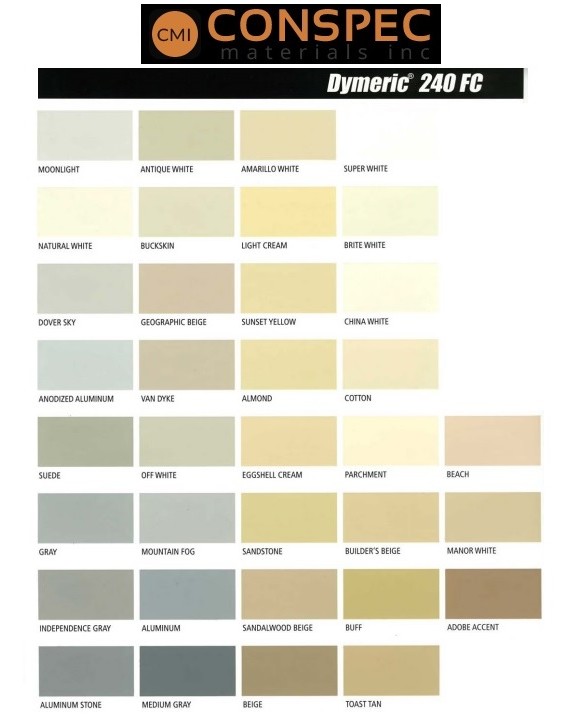 CMI CONSPEC
materials inc
Dymeric® 240 FC
MOONLIGHT ANTIQUE WHITE AMARILLO WHITE SUPER WHITE
NATURAL WHITE BUCKSKIN LIGHT CREAM BRITE WHITE
DOVER SKY GEOGRAPHIC BEIGE SUNSET YELLOW CHINA WHITE
ANODIZED ALUMINUM VAN DYKE ALMOND COTTON
SUEDE OFF WHITE EGGSHELL CREAM PARCHMENT BEACH
GRAY MOUNTAIN FOG SANDSTONE BUILDER'S BEIGE MANOR WHITE
INDEPENDENCE GRAY ALUMINUM SANDALWOOD BEIGE BUFF ADOBE ACCENT
ALUMINUM STONE MEDIUM GRAY BEIGE TOAST TAN